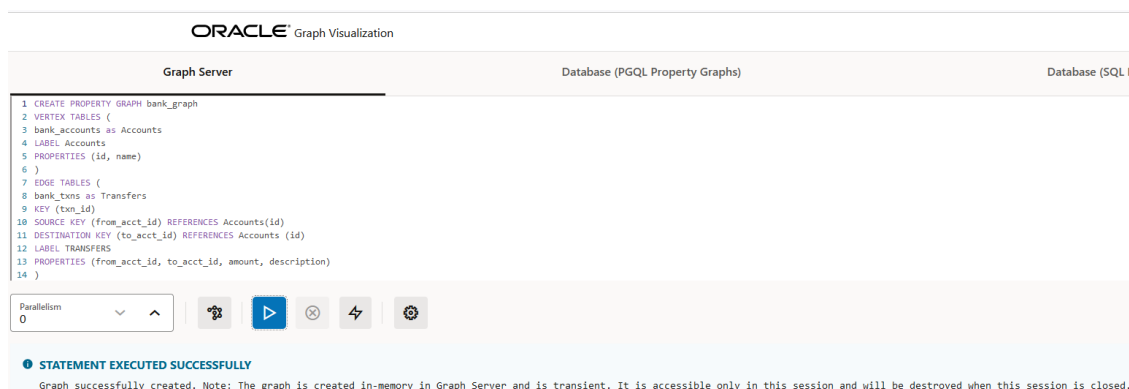 ORACLE® Graph Visualization
Graph Server
Database (PGQL Property Graphs)
Database (SQL
1 CREATE PROPERTY GRAPH bank_graph
2 VERTEX TABLES (
3 bank_accounts as Accounts
4 LABEL Accounts
5 PROPERTIES (id, name)
6 )
7 EDGE TABLES (
8 bank_txns as Transfers
9 KEY (txn_id)
10 SOURCE KEY (from_acct_id) REFERENCES Accounts(id)
11 DESTINATION KEY (to_acct_id) REFERENCES Accounts (id)
12 LABEL TRANSFERS
13 PROPERTIES (from_acct_id, to_acct_id, amount, description)
14 )
Parallelism
0
STATEMENT EXECUTED SUCCESSFULLY
Graph successfully created. Note: The graph is created in-memory in Graph Server and is transient. It is accessible only in this session and will be destroyed when this session is closed.